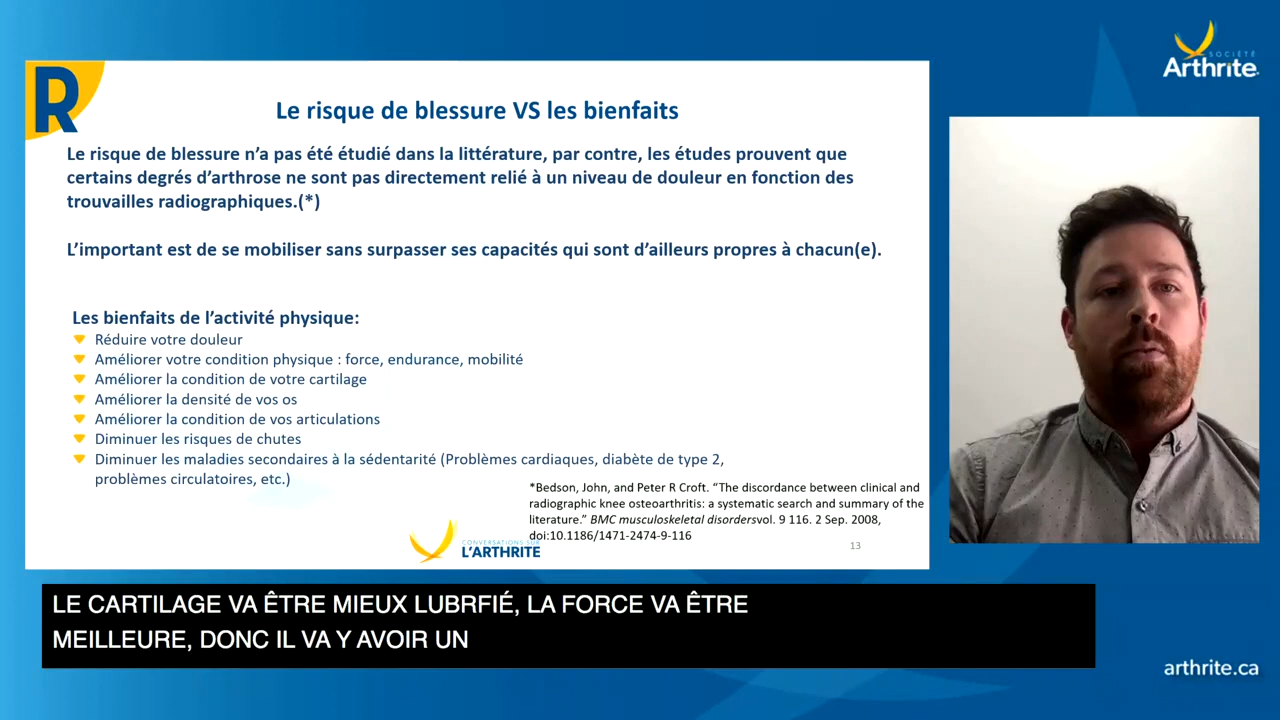 R
Le risque de blessure VS les bienfaits
Le risque de blessure n’a pas été étudié dans la littérature, par contre, les études prouvent que
certains degrés d’arthrose ne sont pas directement relié à un niveau de douleur en fonction des
trouvailles radiographiques.(*)
L’important est de se mobiliser sans surpasser ses capacités qui sont d’ailleurs propres à chacun(e).
Les bienfaits de l’activité physique:
Réduire votre douleur
Améliorer votre condition physique : force, endurance, mobilité
Améliorer la condition de votre cartilage
Améliorer la densité de vos os
Améliorer la condition de vos articulations
Diminuer les risques de chutes
Diminuer les maladies secondaires à la sédentarité (Problèmes cardiaques, diabète de type 2,
problèmes circulatoires, etc.)
*Bedson, John, and Peter R Croft. “The discordance between clinical and
radiographic knee osteoarthritis: a systematic search and summary of the
literature.” BMC musculoskeletal disordersvol. 9 116. 2 Sep. 2008,
doi:10.1186/1471-2474-9-116
CONVERSATIONS SUR
L’ARTHRITE
13
SOCIÉTÉ
Arthrite
LE CARTILAGE VA ÊTRE MIEUX LUBRFIÉ, LA FORCE VA ÊTRE
MEILLEURE, DONC IL VA Y AVOIR UN
arthrite.ca